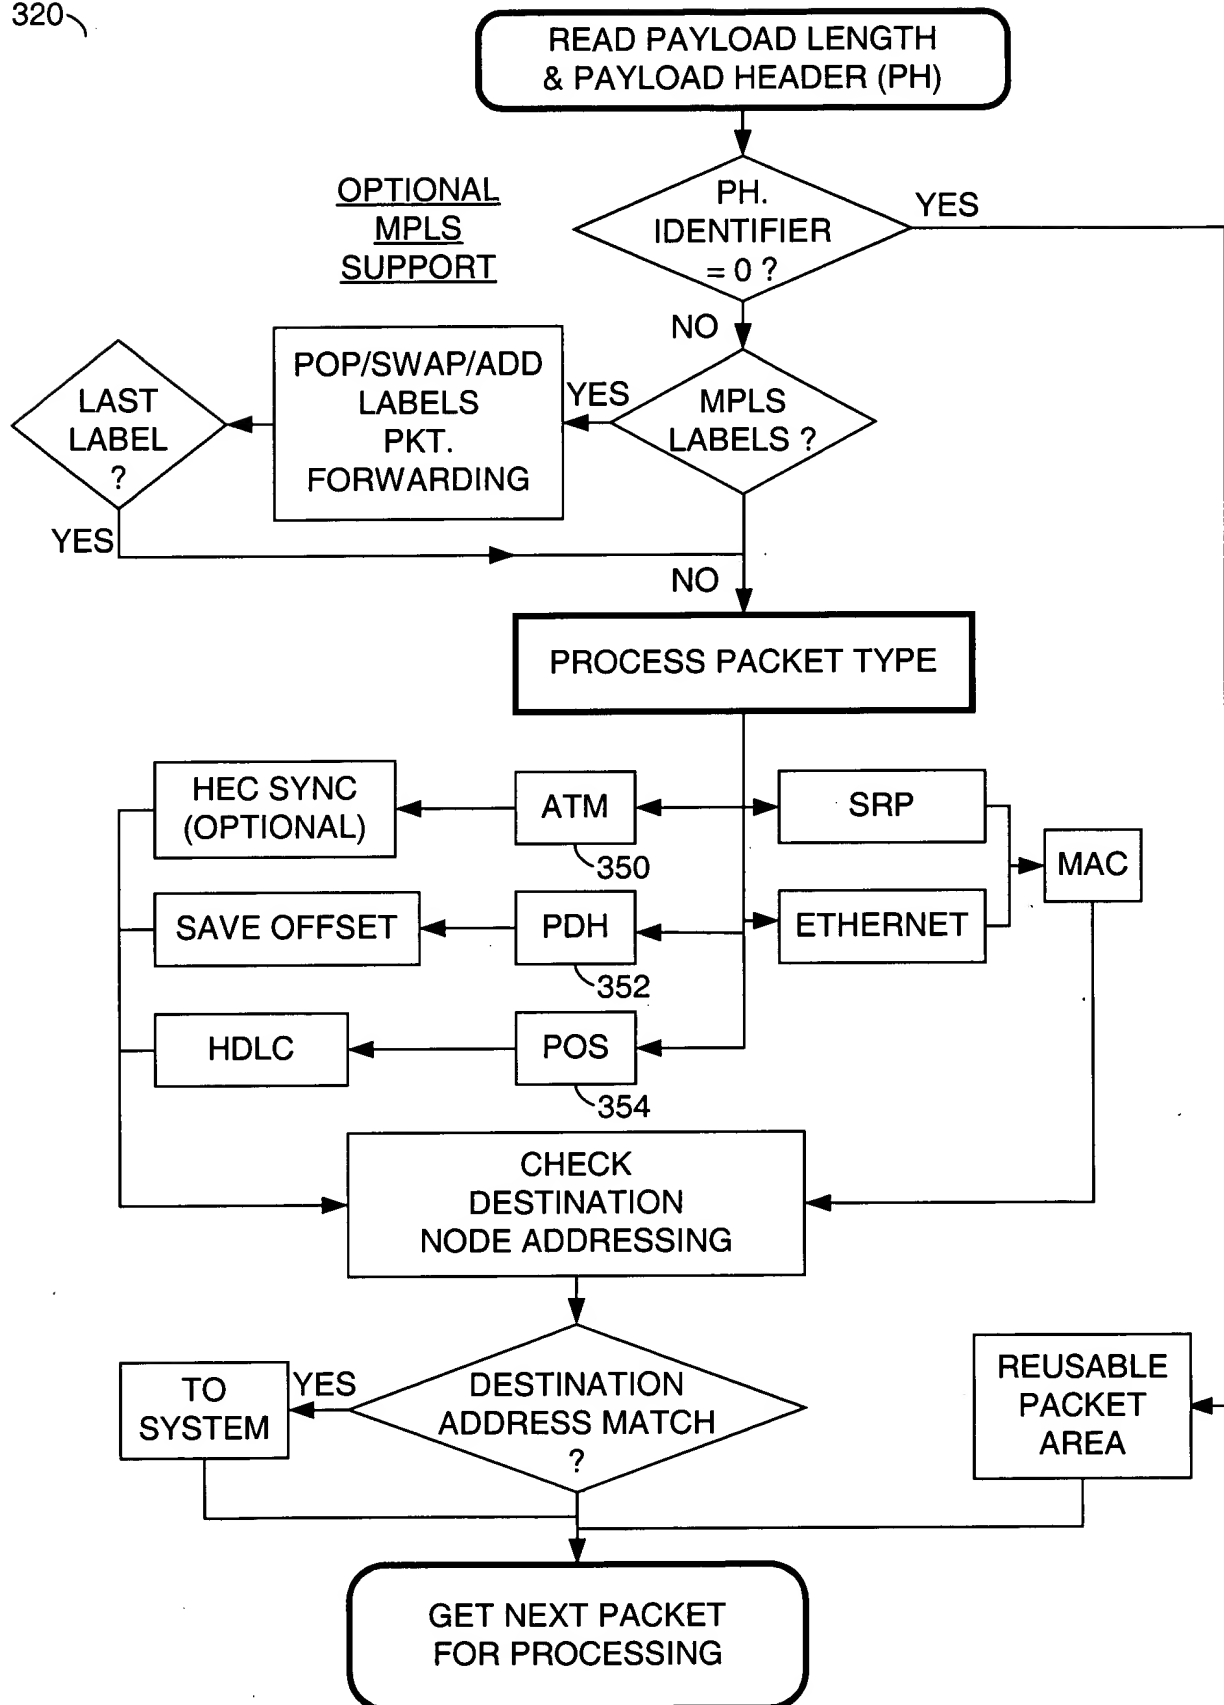 320
READ PAYLOAD LENGTH
& PAYLOAD HEADER (PH)
OPTIONAL
MPLS
SUPPORT
PH.
IDENTIFIER
= 0 ?
YES
NO
LAST
LABEL
?
POP/SWAP/ADD
LABELS
PKT.
FORWARDING
YES
MPLS
LABELS ?
YES
NO
PROCESS PACKET TYPE
HEC SYNC
(OPTIONAL)
ATM
350
SRP
MAC
SAVE OFFSET
PDH
352
ETHERNET
HDLC
POS
354
CHECK
DESTINATION
NODE ADDRESSING
TO
SYSTEM
YES
DESTINATION
ADDRESS MATCH
?
REUSABLE
PACKET
AREA
GET NEXT PACKET
FOR PROCESSING